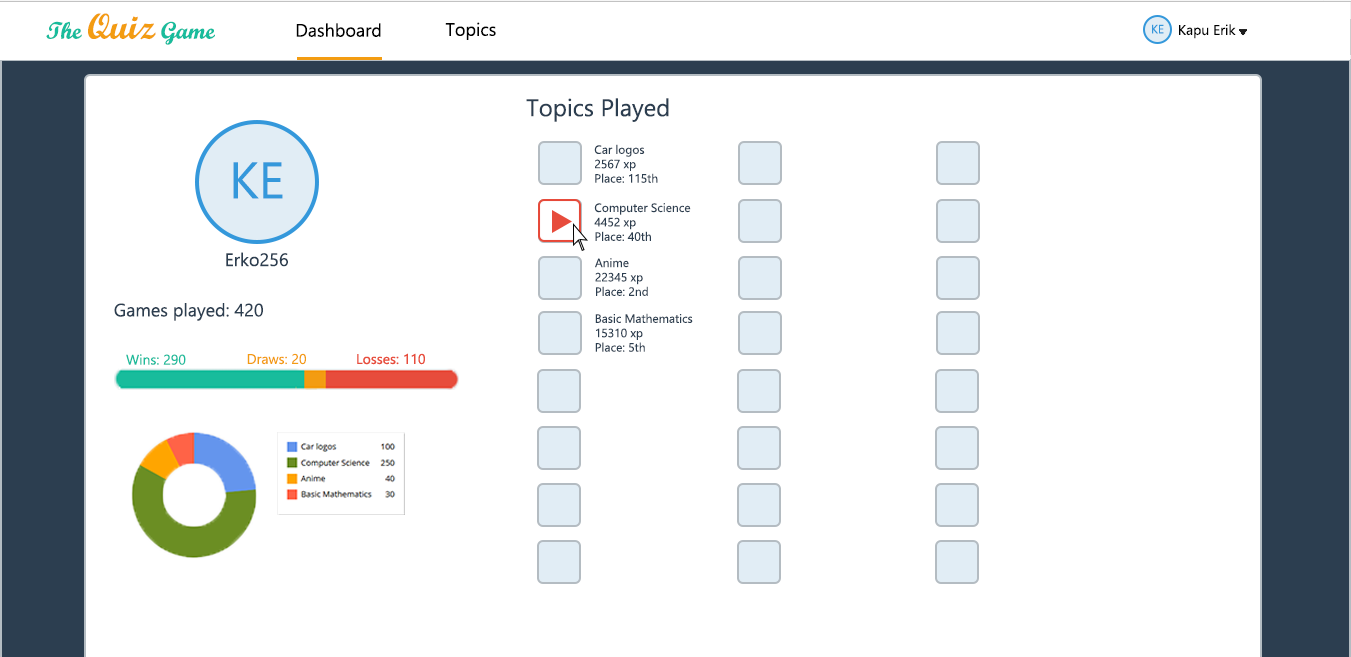 The Quiz Game
Dashboard
Topics
KE
Kapu Erik
KE
Erko256
Games played: 420
Wins: 290
Draws: 20
Losses: 110
Car logos 100
Computer Science 250
Anime 40
Basic Mathematics 30
Topics Played
Car logos
2567 xp
Place: 115th
Computer Science
4452 xp
Place: 40th
Anime
22345 xp
Place: 2nd
Basic Mathematics
15310 xp
Place: 5th